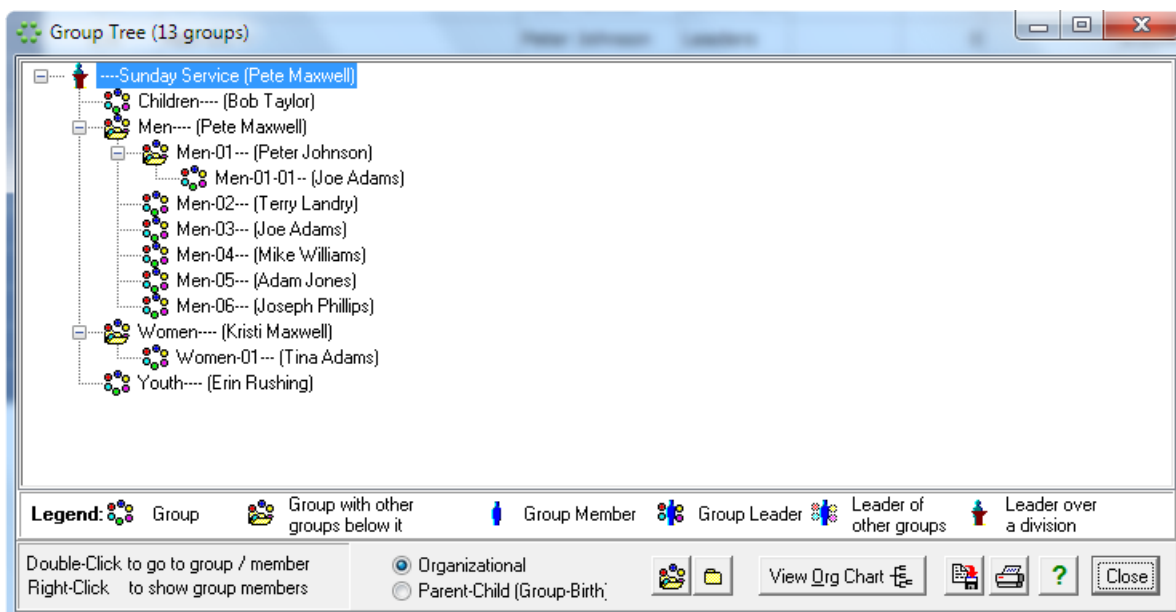 Group Tree (13 groups)
----Sunday Service (Pete Maxwell)
Children---- (Bob Taylor)
Men---- (Pete Maxwell)
Men-01--- (Peter Johnson)
Men-01-01-- (Joe Adams)
Men-02--- (Terry Landry)
Men-03--- (Joe Adams)
Men-04--- (Mike Williams)
Men-05--- (Adam Jones)
Men-06--- (Joseph Phillips)
Women---- (Kristi Maxwell)
Women-01--- (Tina Adams)
Youth---- (Erin Rushing)
Legend: Group Group with other groups below it Group Member Group Leader Leader of other groups Leader over a division
Double-Click to go to group / member
Right-Click to show group members
Organizational
Parent-Child (Group-Birth)
View Org Chart ? Close